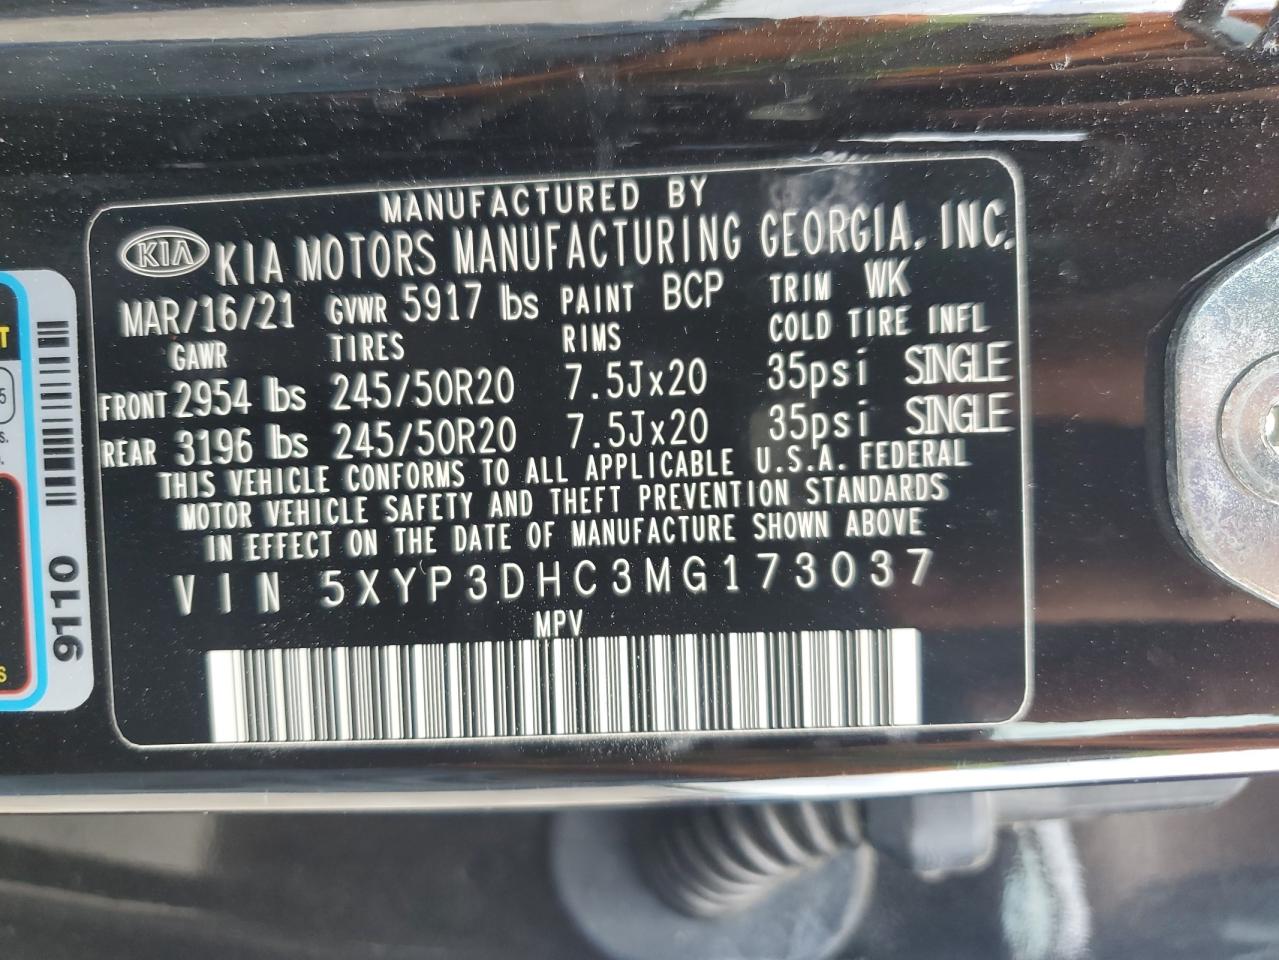 MANUFACTURED BY
KIA KIA MOTORS MANUFACTURING GEORGIA, INC.
MAR/16/21 GVWR 5917 lbs PAINT BCP TRIM WK
GAWR TIRES RIMS COLD TIRE INFL
FRONT 2954 lbs 245/50R20 7.5Jx20 35psi SINGLE
REAR 3196 lbs 245/50R20 7.5Jx20 35psi SINGLE
THIS VEHICLE CONFORMS TO ALL APPLICABLE U.S.A. FEDERAL
MOTOR VEHICLE SAFETY AND THEFT PREVENTION STANDARDS
IN EFFECT ON THE DATE OF MANUFACTURE SHOWN ABOVE
VIN 5XYP3DHC3MG173037
MPV
9110